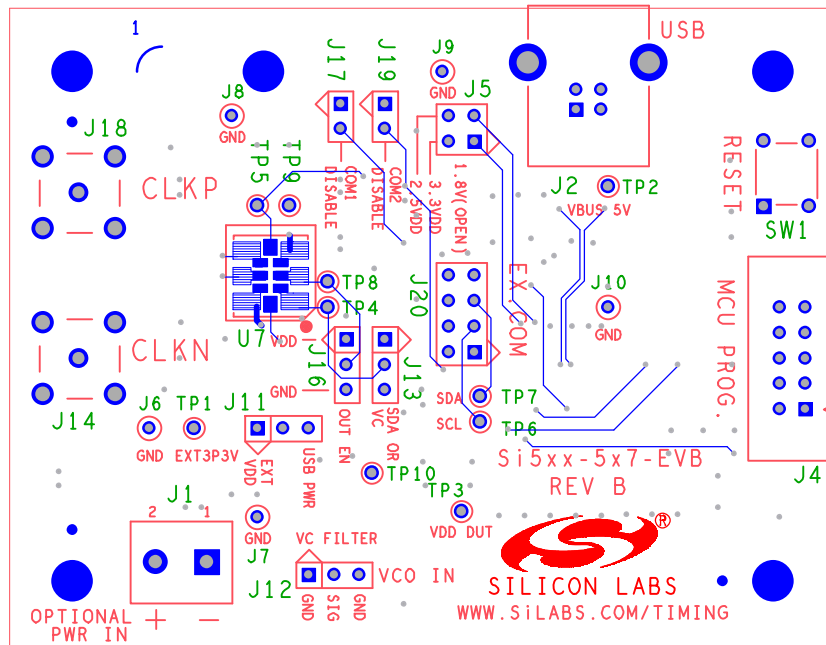 1
USB
J9
GND
J17
J19
J5
J8
GND
J18
CLKP
TP5
TP9
COM1
DISABLE
COM2
DISABLE
2.5VDD
3.3VDD
1.8V(OPEN)
J2
TP2
VBUS 5V
RESET
SW1
TP8
TP4
U7
VDD
J20
EX.COM
J10
GND
MCU PROG.
CLKN
J14
J16
GND
J13
OUT EN
SDA OR
VC
SDA
TP7
SCL
TP6
J6
GND
TP1
EXT3P3V
J11
EXT
VDD
USB PWR
TP10
Si5xx-5x7-EVB
REV B
J4
TP3
VDD DUT
J1
2
1
GND
J7
VC FILTER
J12
VCO IN
GND
SIG
GND
®
SILICON LABS
WWW.SiLABS.COM/TIMING
OPTIONAL
PWR IN
+
−